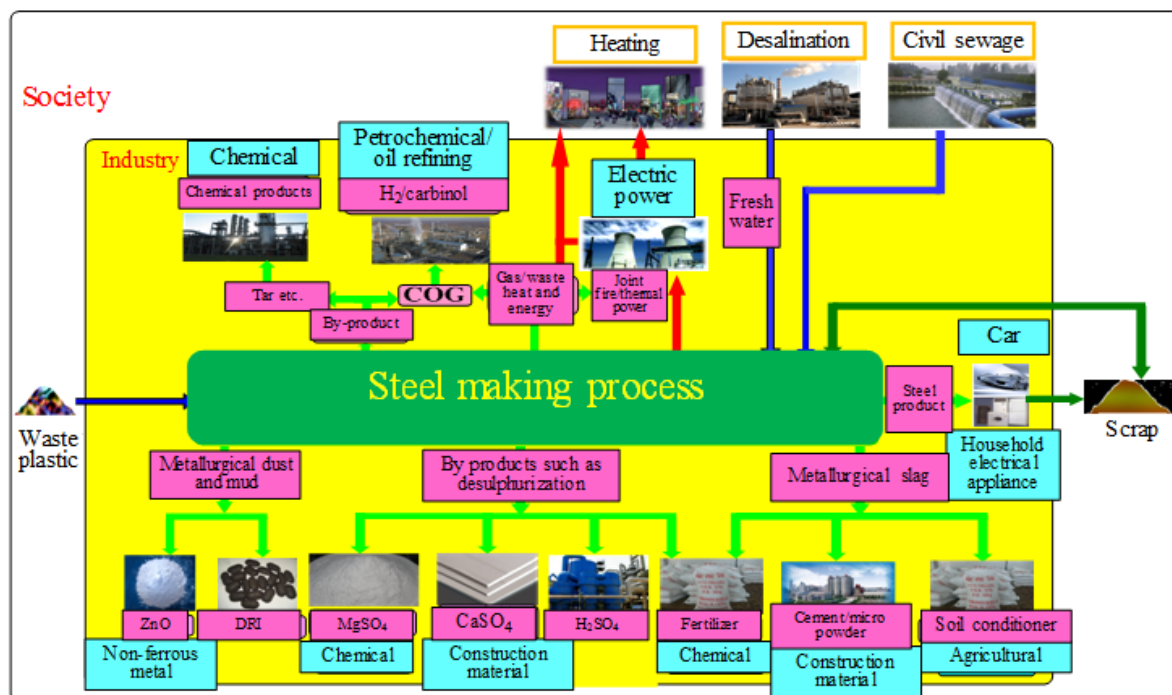 Heating
Desalination
Civil sewage
Society
Industry
Chemical
Chemical products
Petrochemical/
oil refining
H₂/carbinol
Electric
power
Fresh
water
Tar etc.
COG
Gas/waste
heat and
energy
Joint
fire/thermal
power
By-product
Car
Steel making process
Steel
product
Waste
plastic
Scrap
Household
electrical
appliance
Metallurgical dust
and mud
By products such as
desulphurization
Metallurgical slag
ZnO
DRI
MgSO₄
CaSO₄
H₂SO₄
Fertilizer
Cement/micro
powder
Soil conditioner
Non-ferrous
metal
Chemical
Construction
material
Chemical
Construction
material
Agricultural